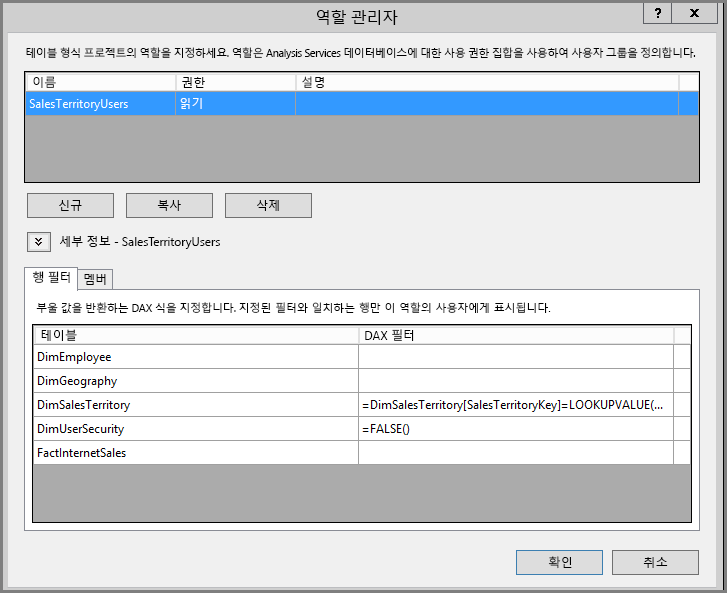 역할 관리자
? X
테이블 형식 프로젝트의 역할을 지정하세요. 역할은 Analysis Services 데이터베이스에 대한 사용 권한 집합을 사용하여 사용자 그룹을 정의합니다.
이름 권한 설명
SalesTerritoryUsers 읽기
신규 복사 삭제
세부 정보 - SalesTerritoryUsers
행 필터 멤버
부울 값을 반환하는 DAX 식을 지정합니다. 지정된 필터와 일치하는 행만 이 역할의 사용자에게 표시됩니다.
테이블 DAX 필터
DimEmployee
DimGeography
DimSalesTerritory =DimSalesTerritory[SalesTerritoryKey]=LOOKUPVALUE(...
DimUserSecurity =FALSE()
FactInternetSales
확인 취소